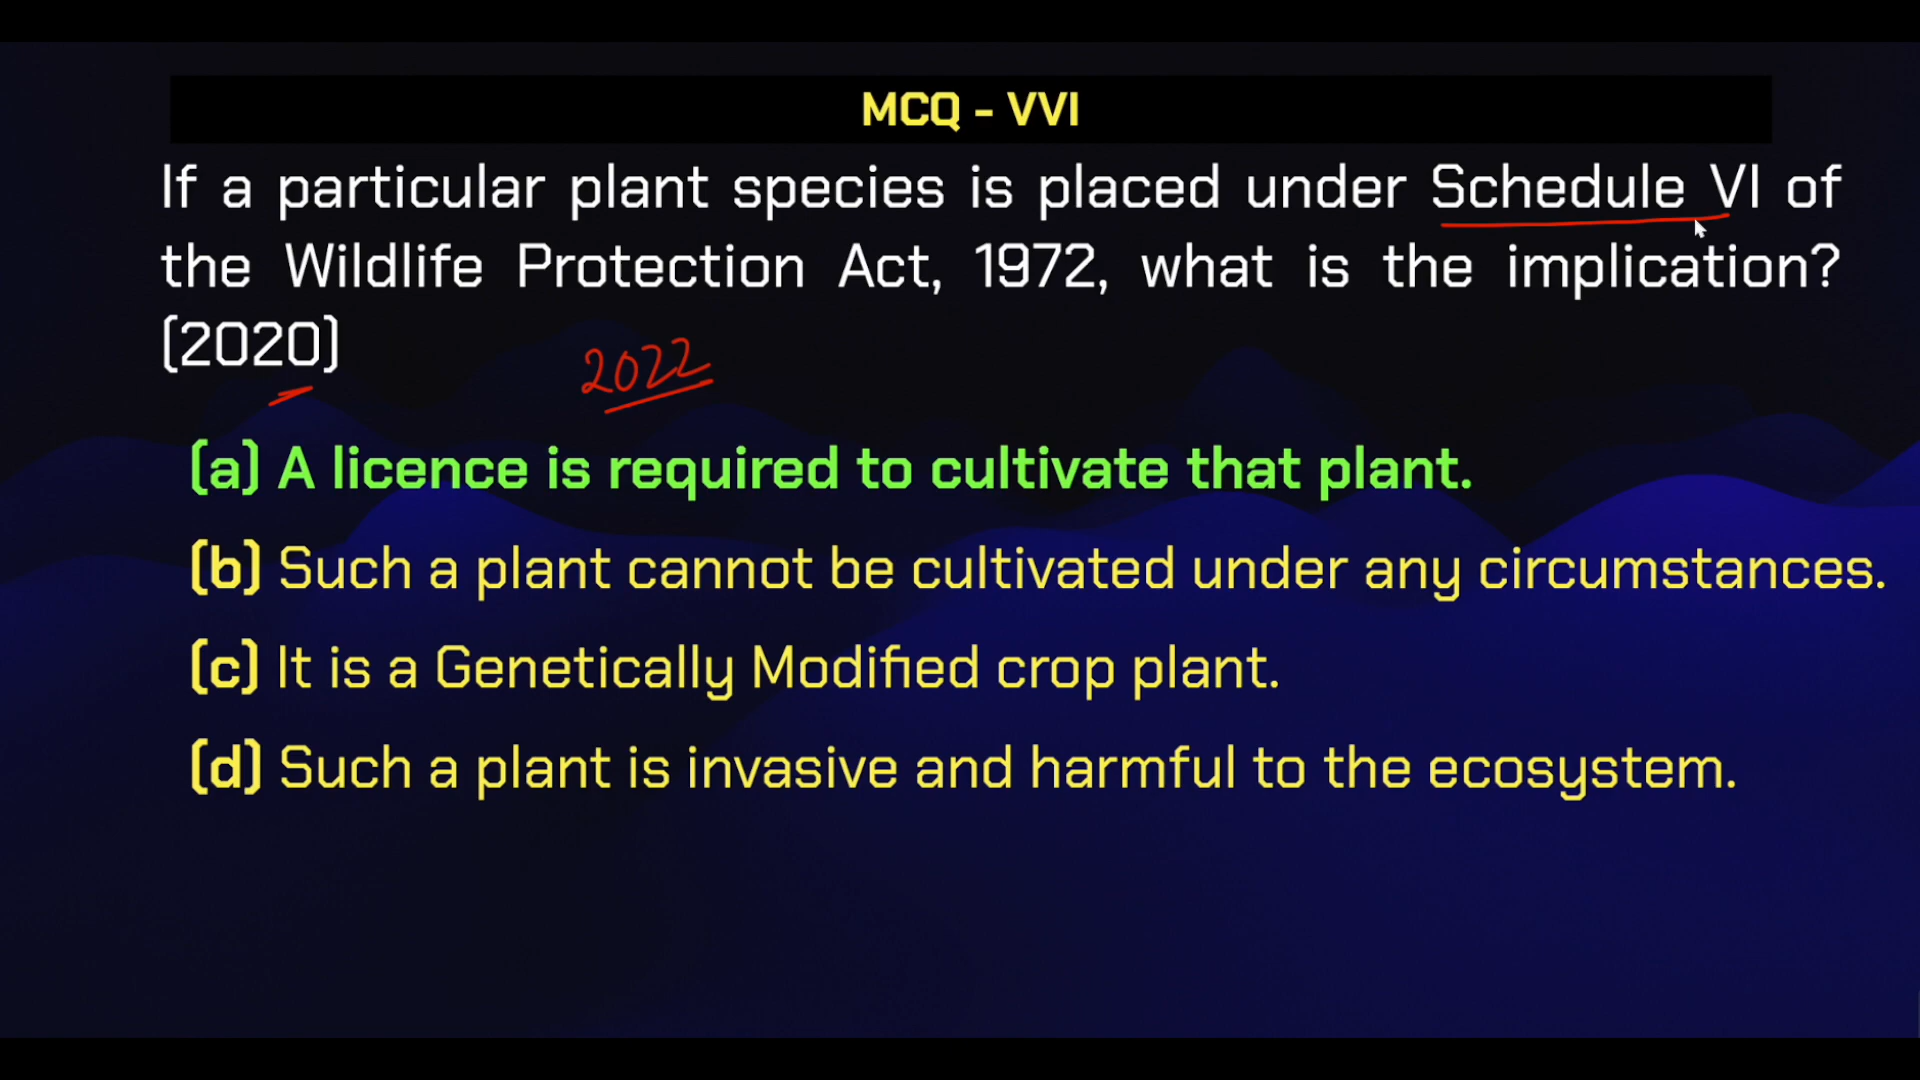 MCQ - VVI
If a particular plant species is placed under Schedule VI of
the Wildlife Protection Act, 1972, what is the implication?
(2020)
2022
(a) A licence is required to cultivate that plant.
(b) Such a plant cannot be cultivated under any circumstances.
(c) It is a Genetically Modified crop plant.
(d) Such a plant is invasive and harmful to the ecosystem.